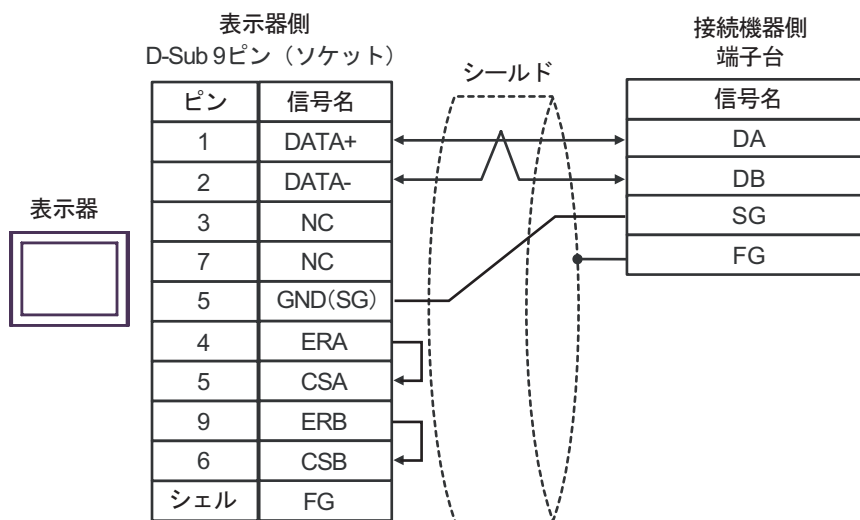 表示器側
D-Sub 9ピン（ソケット）
接続機器側
端子台
シールド
表示器
ピン 信号名
1 DATA+
2 DATA-
3 NC
7 NC
5 GND(SG)
4 ERA
5 CSA
9 ERB
6 CSB
シェル FG
信号名
DA
DB
SG
FG